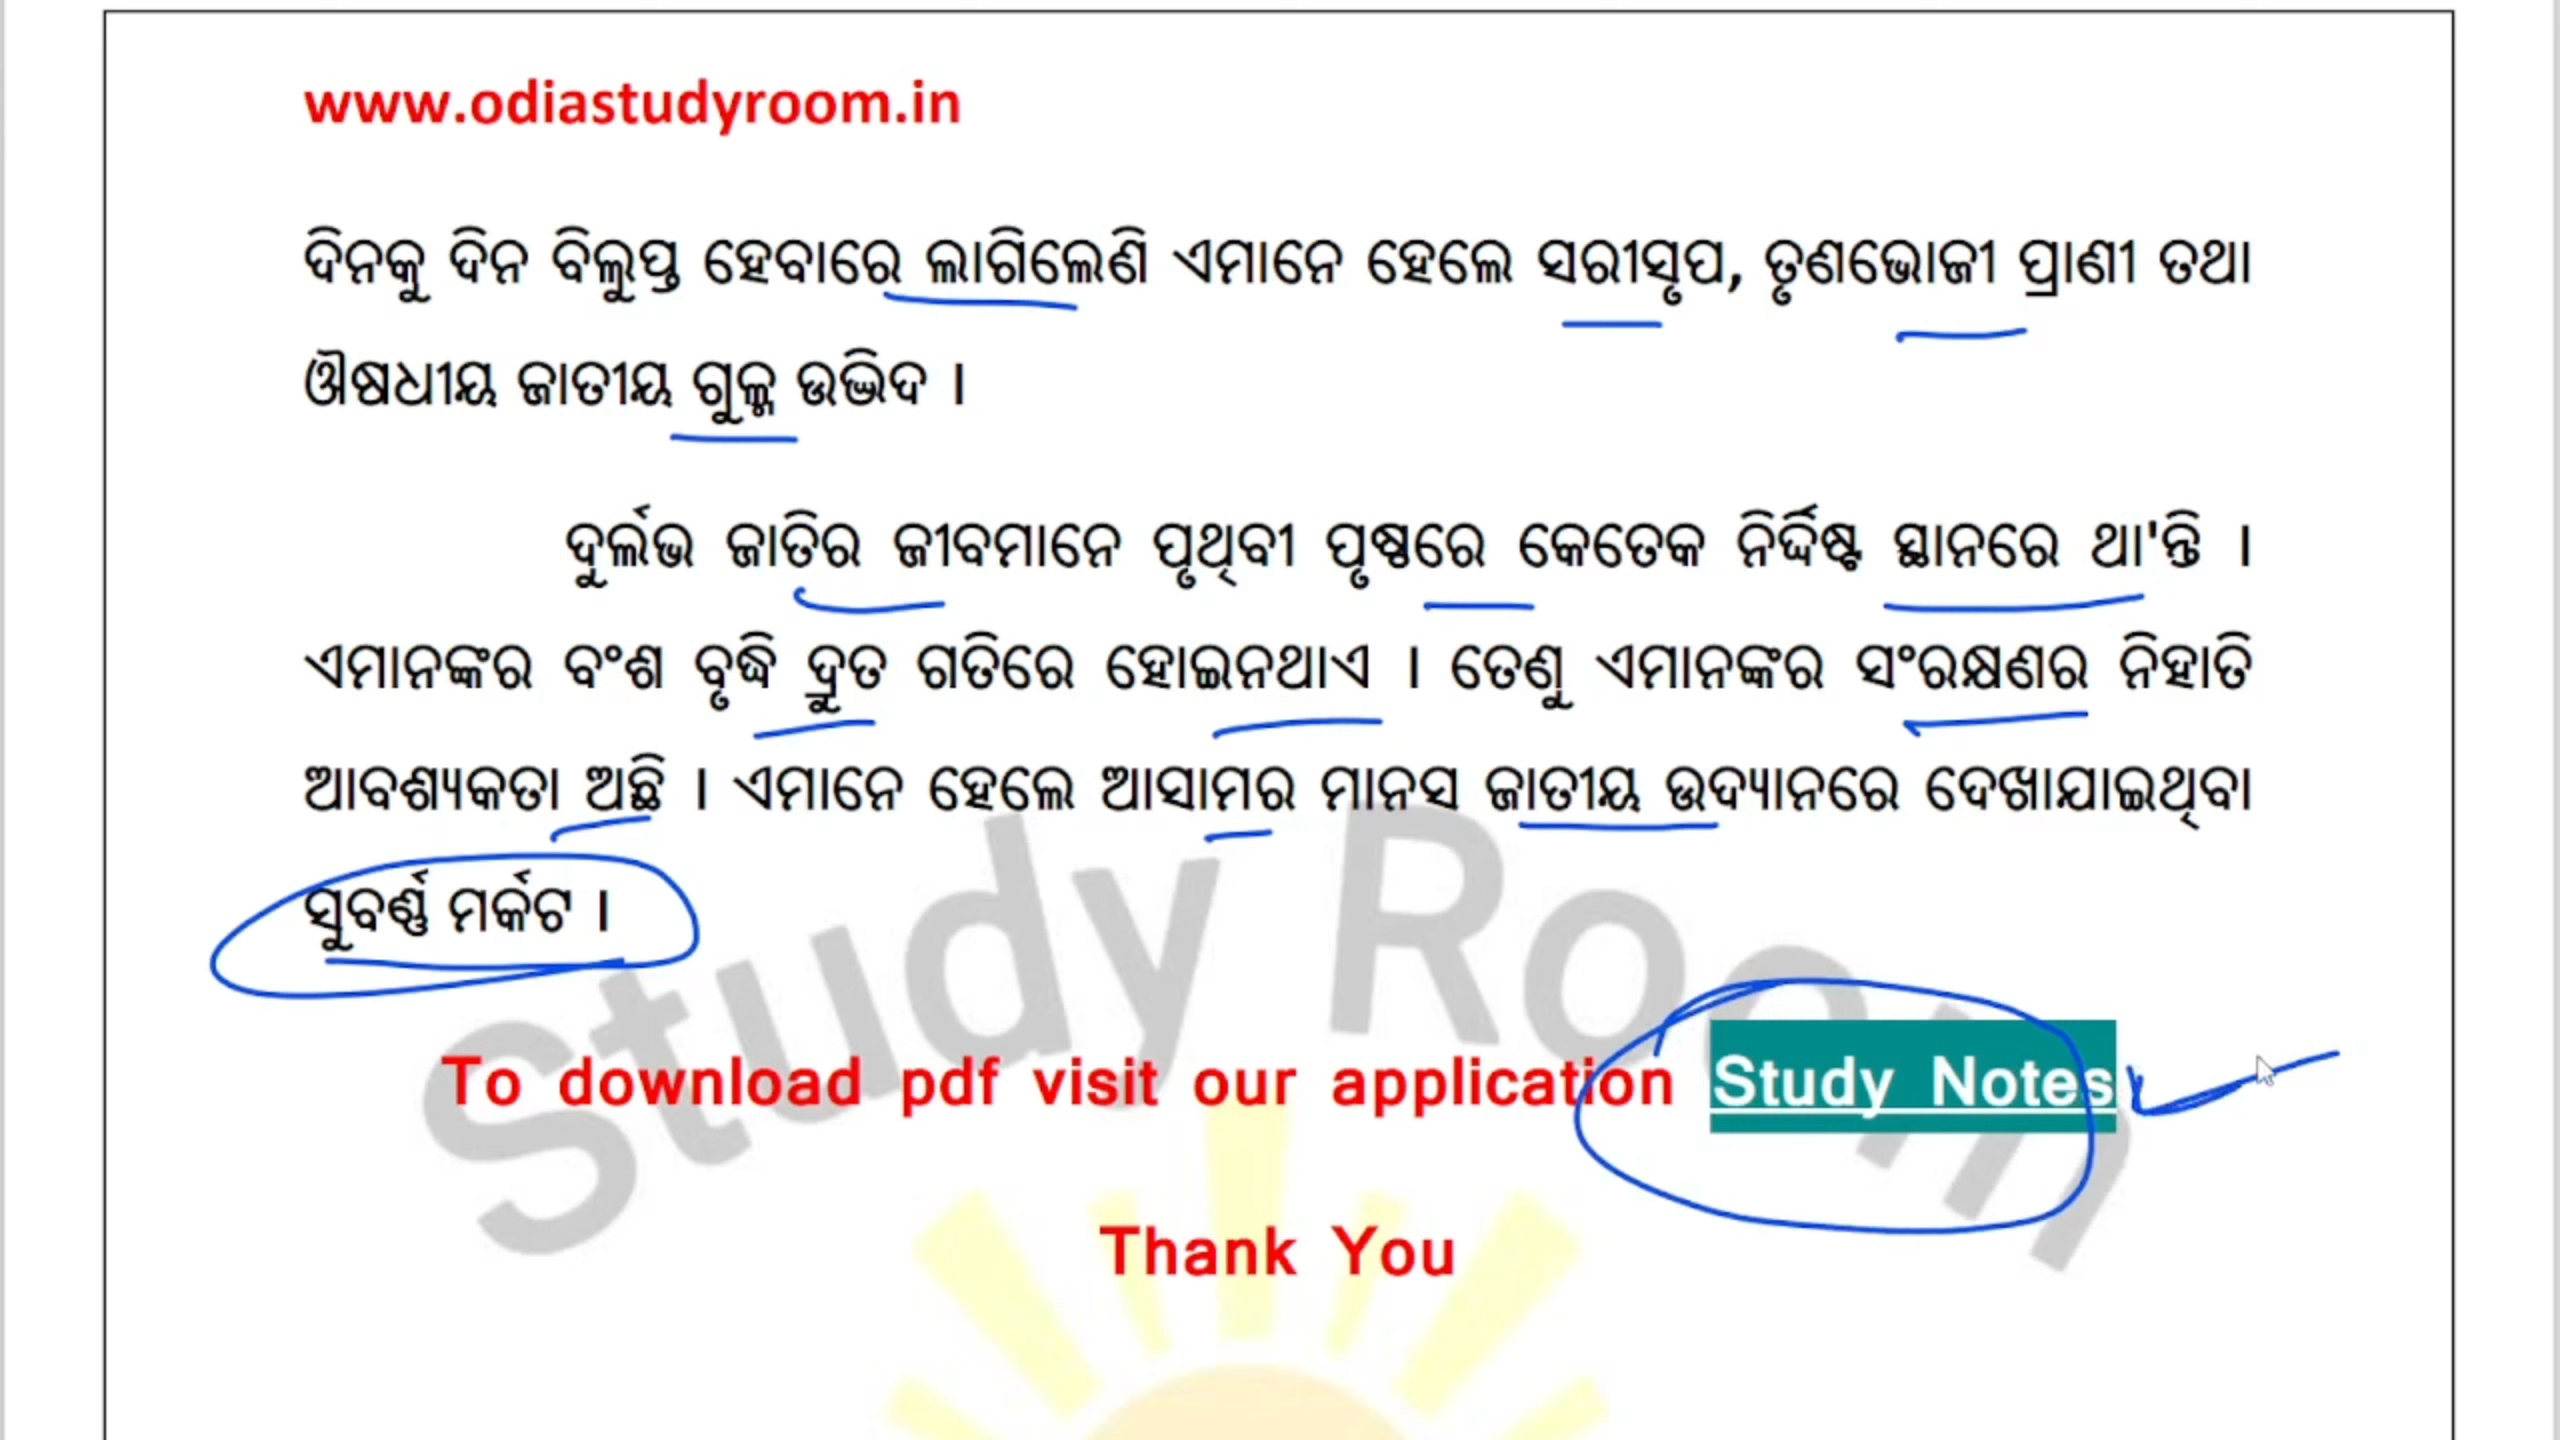 www.odiastudyroom.in
ଦିନକୁ ଦିନ ବିଲୁପ୍ତ ହେବାରେ ଲାଗିଲେଣି ଏମାନେ ହେଲେ ସରୀସୃପ, ତୃଣଭୋଜୀ ପ୍ରାଣୀ ତଥା
ଔଷଧୀୟ ଜାତୀୟ ଗୁଳ୍ମ ଉଦ୍ଭିଦ ।
ଦୁର୍ଲଭ ଜାତିର ଜୀବମାନେ ପୃଥିବୀ ପୃଷ୍ଠରେ କେତେକ ନିର୍ଦ୍ଦିଷ୍ଟ ସ୍ଥାନରେ ଥା'ନ୍ତି ।
ଏମାନଙ୍କର ବଂଶ ବୃଦ୍ଧି ଦ୍ରୁତ ଗତିରେ ହୋଇନଥାଏ । ତେଣୁ ଏମାନଙ୍କର ସଂରକ୍ଷଣର ନିହାତି
ଆବଶ୍ୟକତା ଅଛି । ଏମାନେ ହେଲେ ଆସାମର ମାନସ ଜାତୀୟ ଉଦ୍ୟାନରେ ଦେଖାଯାଇଥିବା
ସୁବର୍ଣ୍ଣ ମର୍କଟ ।
Study Room
To download pdf visit our application Study Notes
Thank You